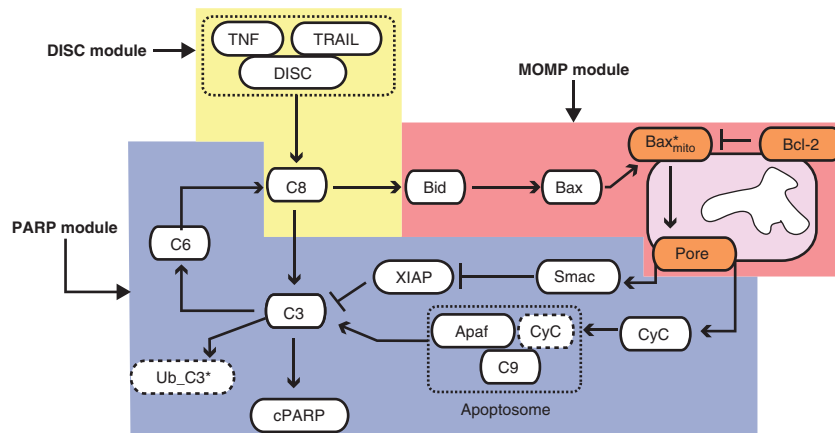 TNF
TRAIL
DISC module
DISC
MOMP module
Bax*mito
Bcl-2
C8
Bid
Bax
PARP module
C6
Pore
XIAP
Smac
C3
Apaf
CyC
CyC
C9
Ub_C3*
cPARP
Apoptosome